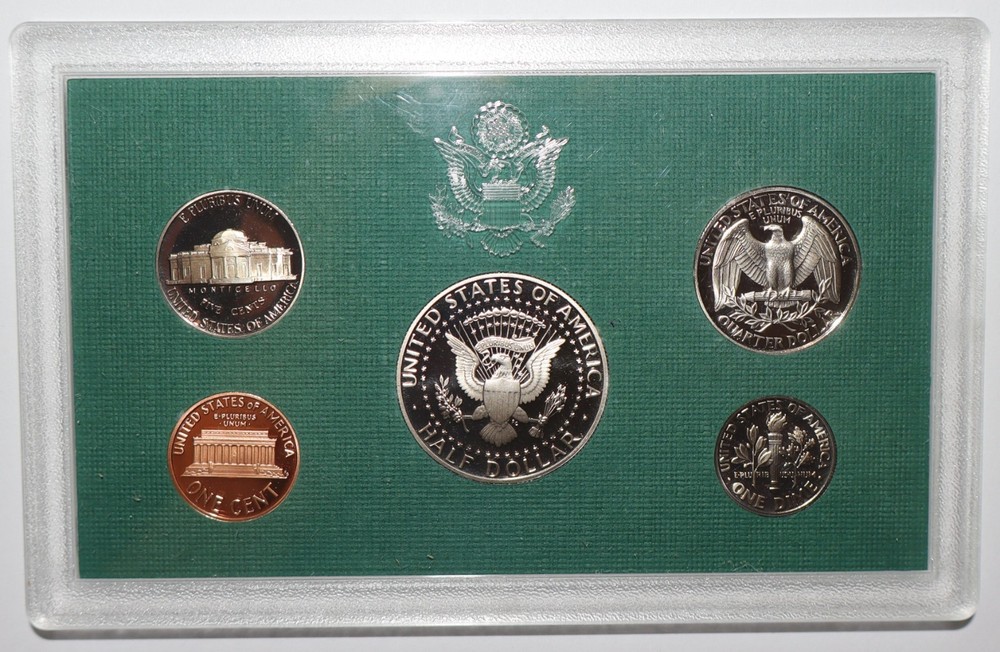 E·PLURIBUS UNUM
MONTICELLO
FIVE CENTS
UNITED STATES OF AMERICA
UNITED STATES OF AMERICA
E·PLURIBUS
·UNUM·
ONE CENT
UNITED STATES OF AMERICA
HALF DOLLAR
UNITED STATES OF AMERICA
E·PLURIBUS
UNUM
QUARTER DOLLAR
UNITED STATES OF AMERICA
ONE DIME